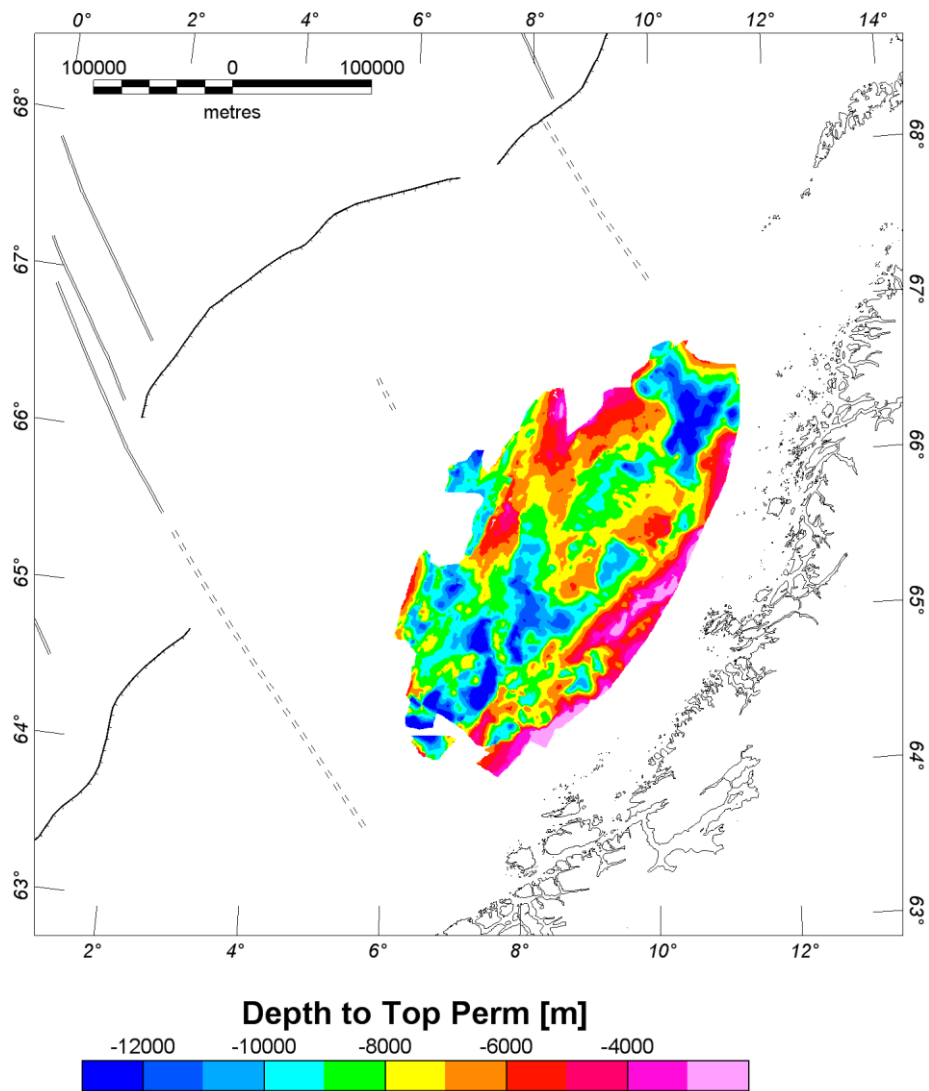 0° 2° 4° 6° 8° 10° 12° 14°
100000 0 100000
metres
68° 68°
67° 67°
66° 66°
65° 65°
64° 64°
63° 63°
2° 4° 6° 8° 10° 12°
Depth to Top Perm [m]
-12000 -10000 -8000 -6000 -4000